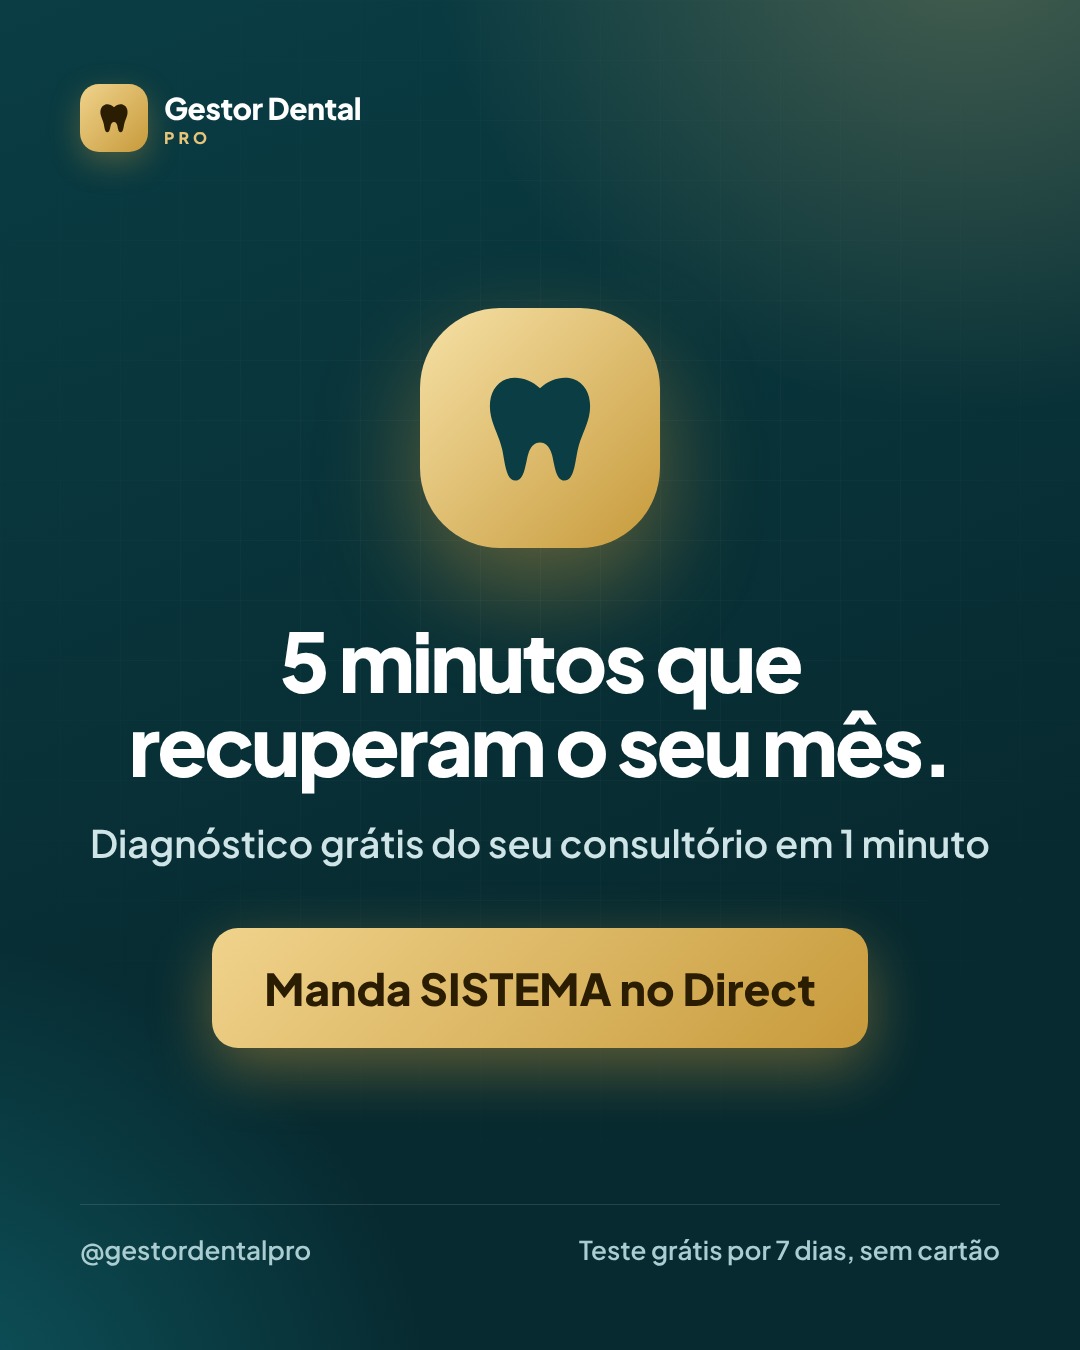 Gestor Dental
PRO
5 minutos que
recuperam o seu mês.
Diagnóstico grátis do seu consultório em 1 minuto
Manda SISTEMA no Direct
@gestordentalpro
Teste grátis por 7 dias, sem cartão